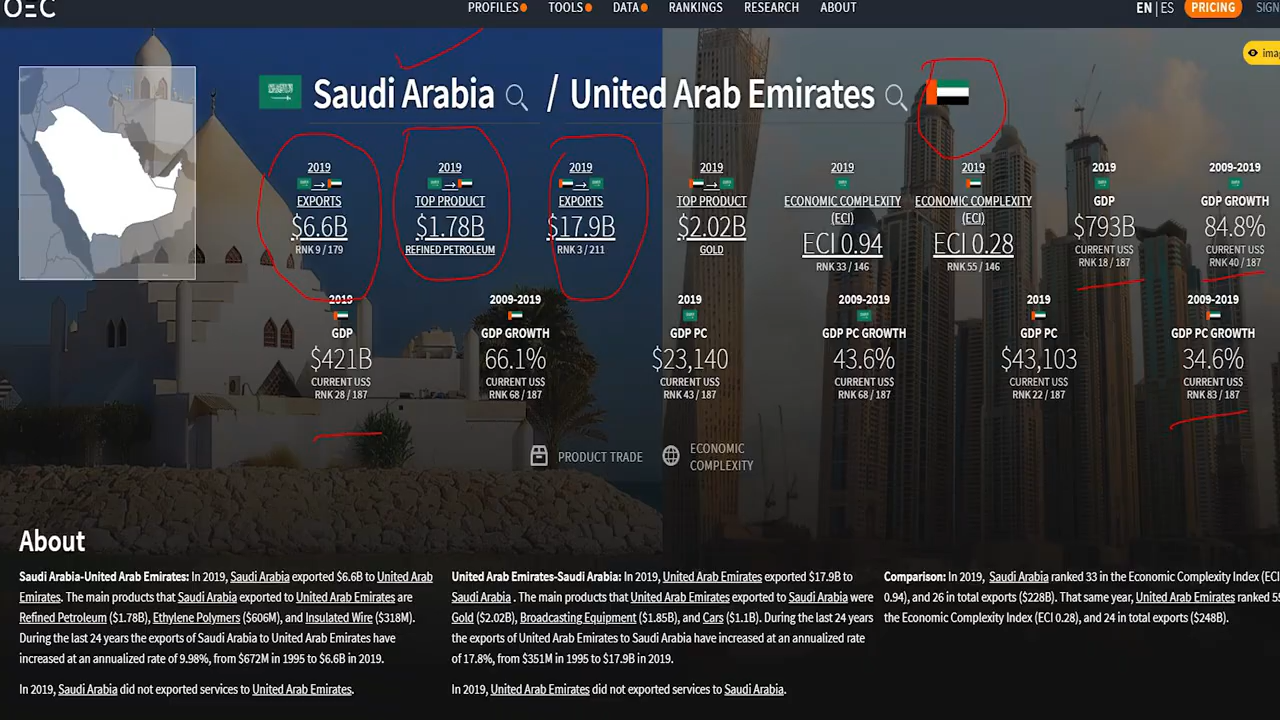 OEC
PROFILES TOOLS DATA RANKINGS RESEARCH ABOUT
EN | ES PRICING SIGN
imag
Saudi Arabia / United Arab Emirates
2019
EXPORTS
$6.6B
RNK 9 / 179
2019
TOP PRODUCT
$1.78B
REFINED PETROLEUM
2019
EXPORTS
$17.9B
RNK 3 / 211
2019
TOP PRODUCT
$2.02B
GOLD
2019
ECONOMIC COMPLEXITY
(ECI)
ECI 0.94
RNK 33 / 146
2019
ECONOMIC COMPLEXITY
(ECI)
ECI 0.28
RNK 55 / 146
2019
GDP
$793B
CURRENT US$
RNK 18 / 187
2009-2019
GDP GROWTH
84.8%
CURRENT US$
RNK 40 / 187
2019
GDP
$421B
CURRENT US$
RNK 28 / 187
2009-2019
GDP GROWTH
66.1%
CURRENT US$
RNK 68 / 187
2019
GDP PC
$23,140
CURRENT US$
RNK 43 / 187
2009-2019
GDP PC GROWTH
43.6%
CURRENT US$
RNK 68 / 187
2019
GDP PC
$43,103
CURRENT US$
RNK 22 / 187
2009-2019
GDP PC GROWTH
34.6%
CURRENT US$
RNK 83 / 187
PRODUCT TRADE
ECONOMIC
COMPLEXITY
About
Saudi Arabia-United Arab Emirates: In 2019, Saudi Arabia exported $6.6B to United Arab
Emirates. The main products that Saudi Arabia exported to United Arab Emirates are
Refined Petroleum ($1.78B), Ethylene Polymers ($606M), and Insulated Wire ($318M).
During the last 24 years the exports of Saudi Arabia to United Arab Emirates have
increased at an annualized rate of 9.98%, from $672M in 1995 to $6.6B in 2019.
In 2019, Saudi Arabia did not exported services to United Arab Emirates.
United Arab Emirates-Saudi Arabia: In 2019, United Arab Emirates exported $17.9B to
Saudi Arabia . The main products that United Arab Emirates exported to Saudi Arabia were
Gold ($2.02B), Broadcasting Equipment ($1.85B), and Cars ($1.1B). During the last 24 years
the exports of United Arab Emirates to Saudi Arabia have increased at an annualized rate
of 17.8%, from $351M in 1995 to $17.9B in 2019.
In 2019, United Arab Emirates did not exported services to Saudi Arabia.
Comparison: In 2019, Saudi Arabia ranked 33 in the Economic Complexity Index (ECI
0.94), and 26 in total exports ($228B). That same year, United Arab Emirates ranked 55
the Economic Complexity Index (ECI 0.28), and 24 in total exports ($248B).